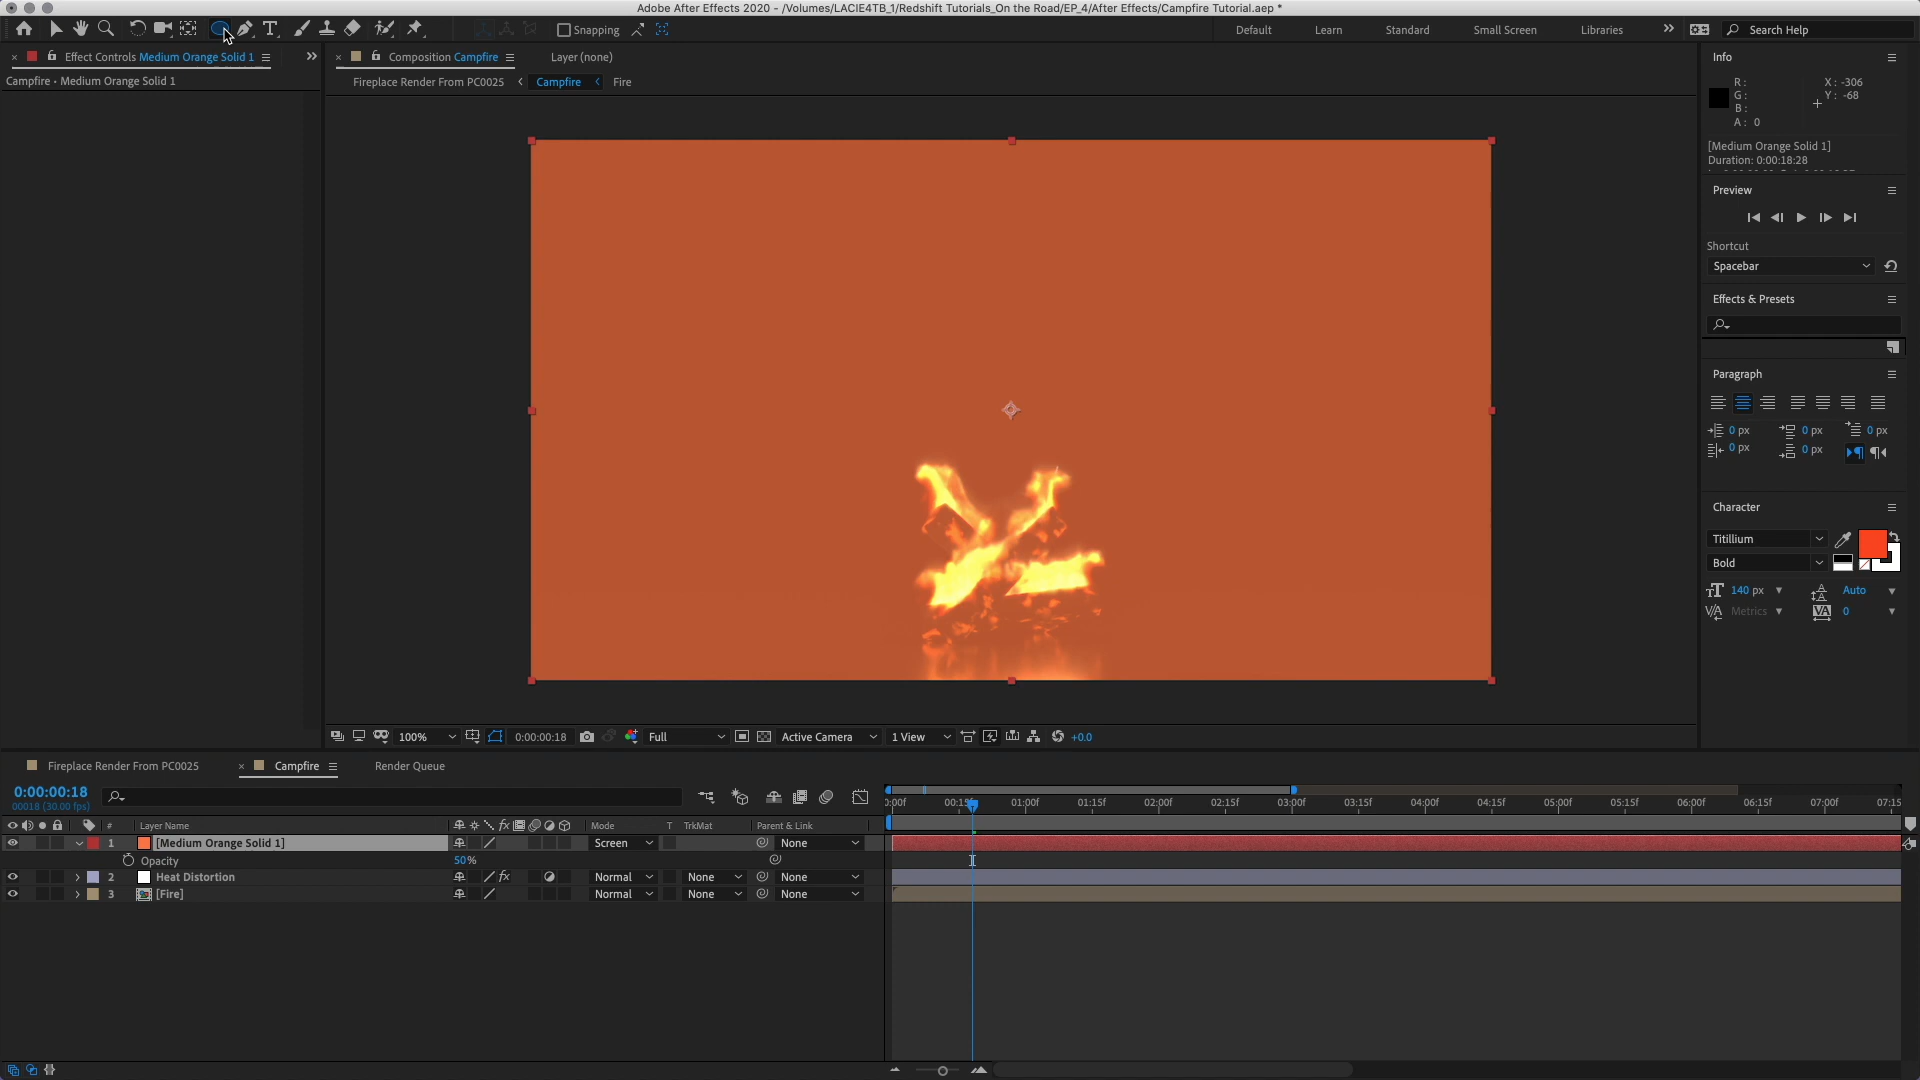 Adobe After Effects 2020 - /Volumes/LACIE4TB_1/Redshift Tutorials_On the Road/EP_4/After Effects/Campfire Tutorial.aep *
Snapping
Default
Learn
Standard
Small Screen
Libraries
Search Help
Effect Controls Medium Orange Solid 1
Composition Campfire
Layer (none)
Info
Campfire • Medium Orange Solid 1
Fireplace Render From PC0025
Campfire
Fire
R :
G :
B :
A : 0
X : -306
Y : -68
[Medium Orange Solid 1]
Duration: 0:00:18:28
Preview
Shortcut
Spacebar
Effects & Presets
Paragraph
0 px
0 px
0 px
0 px
0 px
Character
Titillium
Bold
140 px
Auto
Metrics
0
100%
0:00:00:18
Full
Active Camera
1 View
+0.0
Fireplace Render From PC0025
Campfire
Render Queue
0:00:00:18
00018 (30.00 fps)
01:00f
01:15f
02:00f
02:15f
03:00f
03:15f
04:00f
04:15f
05:00f
05:15f
06:00f
06:15f
07:00f
#
Layer Name
Mode
T
TrkMat
Parent & Link
1
[Medium Orange Solid 1]
Screen
None
Opacity
50%
2
Heat Distortion
fx
Normal
None
None
3
[Fire]
Normal
None
None